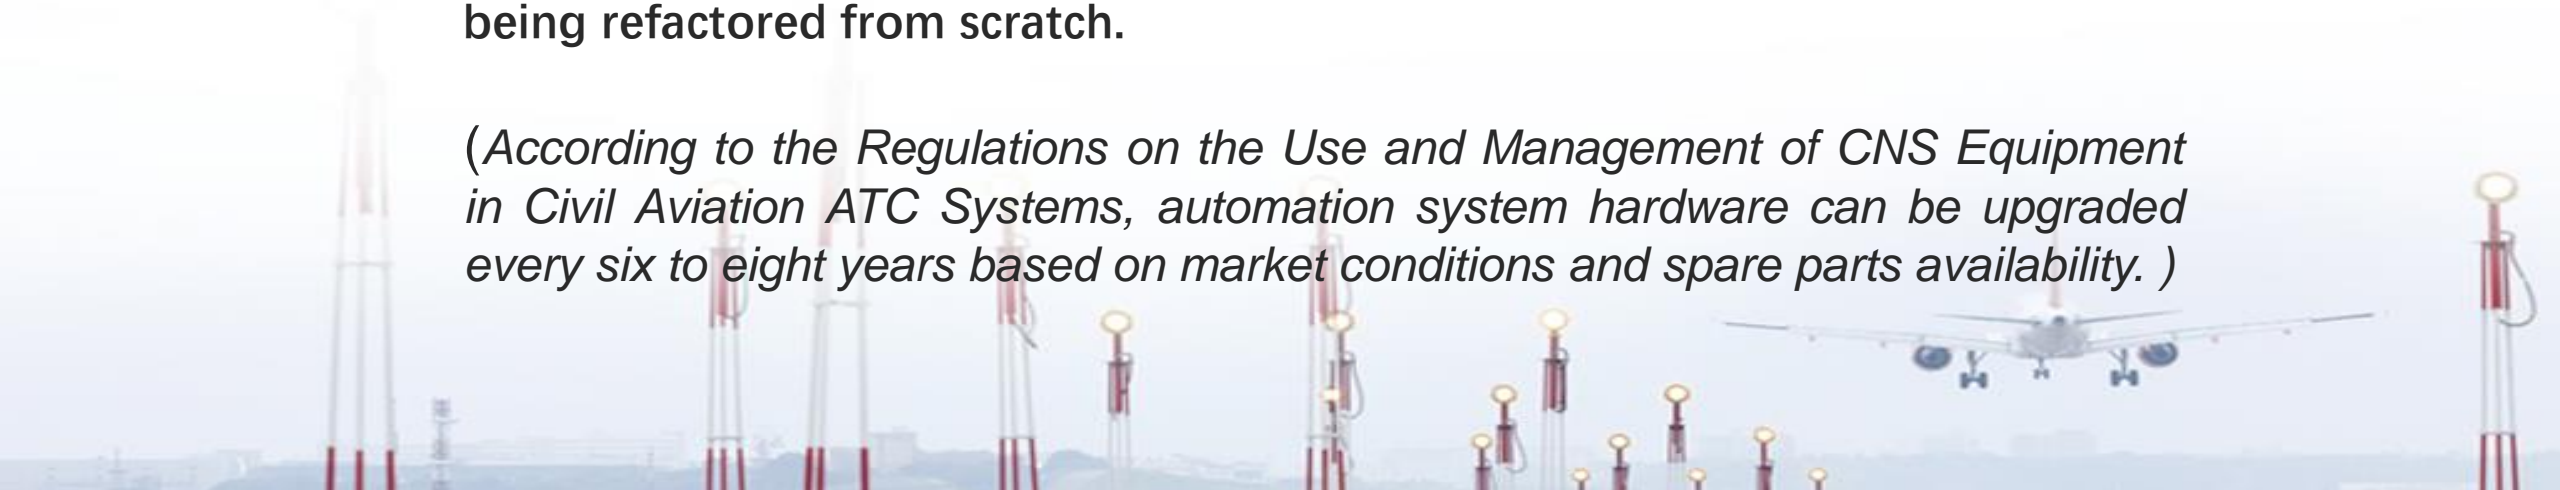 being refactored from scratch.
(According to the Regulations on the Use and Management of CNS Equipment
in Civil Aviation ATC Systems, automation system hardware can be upgraded
every six to eight years based on market conditions and spare parts availability. )